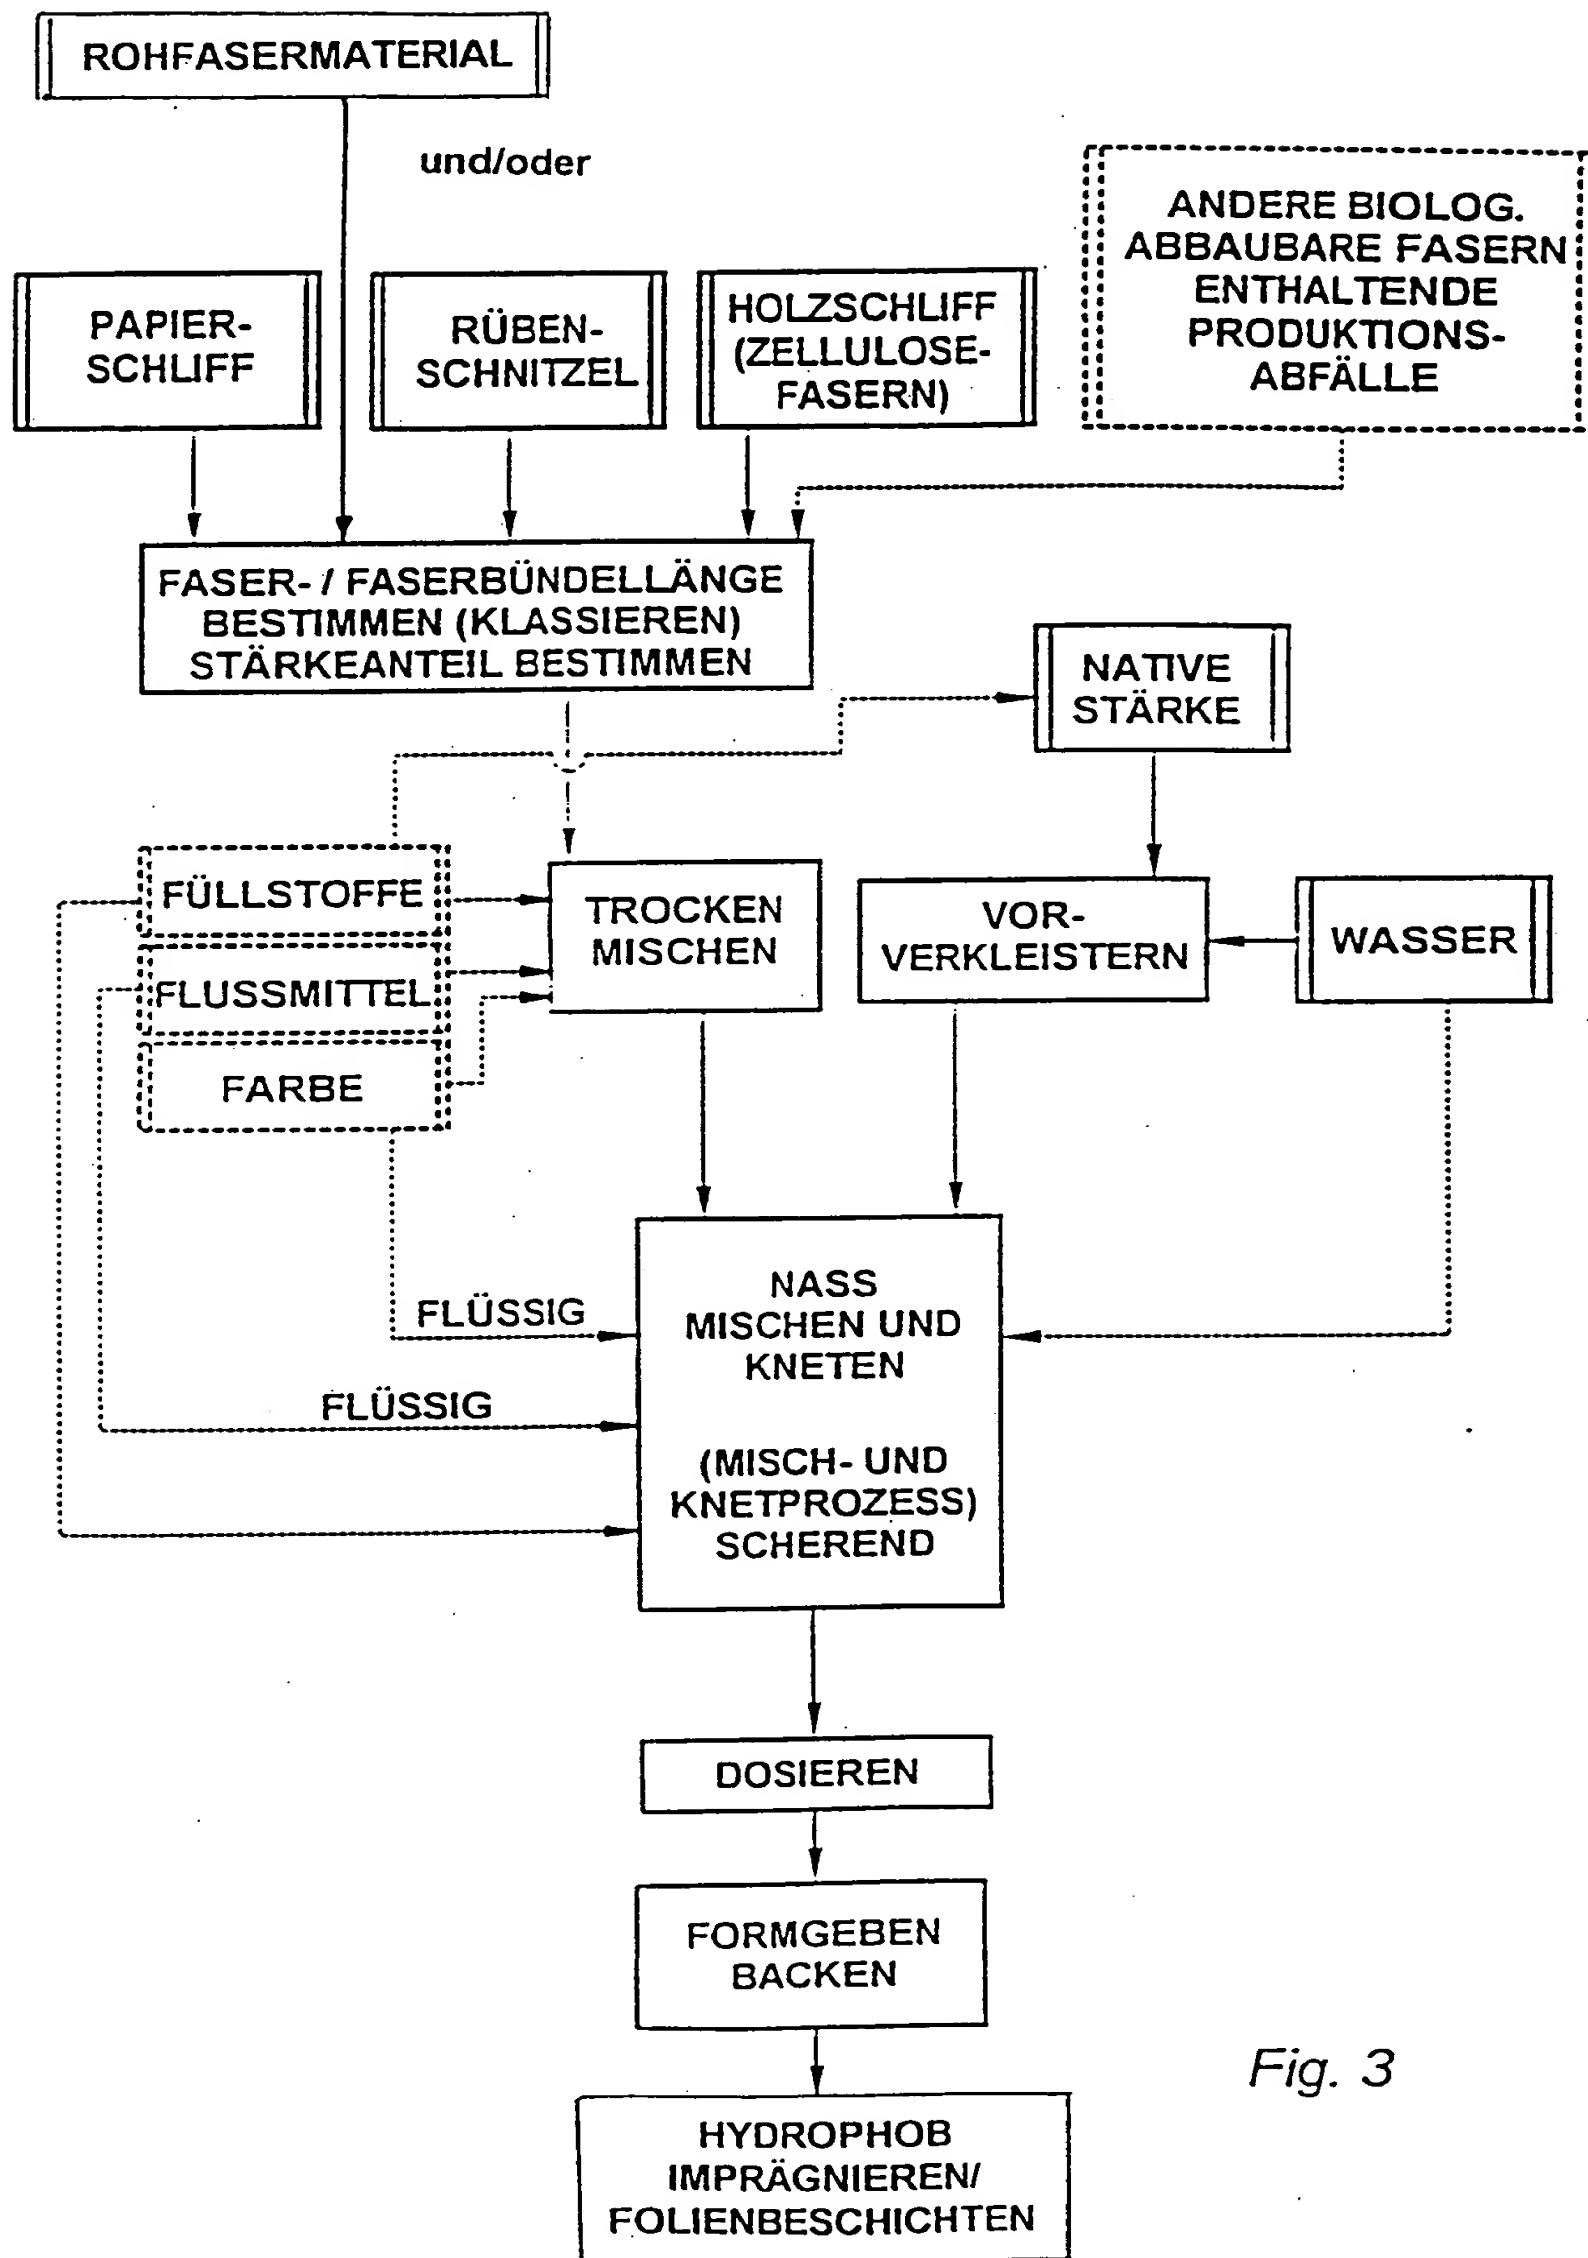 ROHFASERMATERIAL
und/oder
PAPIER-
SCHLIFF
RÜBEN-
SCHNITZEL
HOLZSCHLIFF
(ZELLULOSE-
FASERN)
ANDERE BIOLOG.
ABBAUBARE FASERN
ENTHALTENDE
PRODUKTIONS-
ABFÄLLE
FASER- / FASERBÜNDELLÄNGE
BESTIMMEN (KLASSIEREN)
STÄRKEANTEIL BESTIMMEN
NATIVE
STÄRKE
FÜLLSTOFFE
FLUSSMITTEL
FARBE
TROCKEN
MISCHEN
VOR-
VERKLEISTERN
WASSER
FLÜSSIG
FLÜSSIG
NASS
MISCHEN UND
KNETEN
(MISCH- UND
KNETPROZESS)
SCHEREND
DOSIEREN
FORMGEBEN
BACKEN
HYDROPHOB
IMPRÄGNIEREN/
FOLIENBESCHICHTEN
Fig. 3